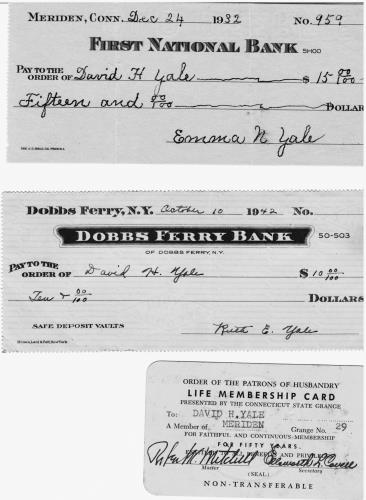 MERIDEN, CONN. Dec 24 1932 No. 959
FIRST NATIONAL BANK 5400
PAY TO THE
ORDER OF David H Yale $ 15 00/100
Fifteen and 00/100 DOLLAR
Emma N Yale
Dobbs Ferry, N.Y. October 10 1942 No.
DOBBS FERRY BANK 50-503
OF DOBBS FERRY, N.Y.
PAY TO THE
ORDER OF David H. Yale $ 10 00/100
Ten & 00/100 DOLLARS
SAFE DEPOSIT VAULTS Ruth E. Yale
ORDER OF THE PATRONS OF HUSBANDRY
LIFE MEMBERSHIP CARD
PRESENTED BY THE CONNECTICUT STATE GRANGE
To: DAVID H. YALE
A Member of MERIDEN Grange No. 29
FOR FAITHFUL AND CONTINUOUS MEMBERSHIP
FOR FIFTY YEARS.
Master Secretary
(SEAL)
NON-TRANSFERABLE